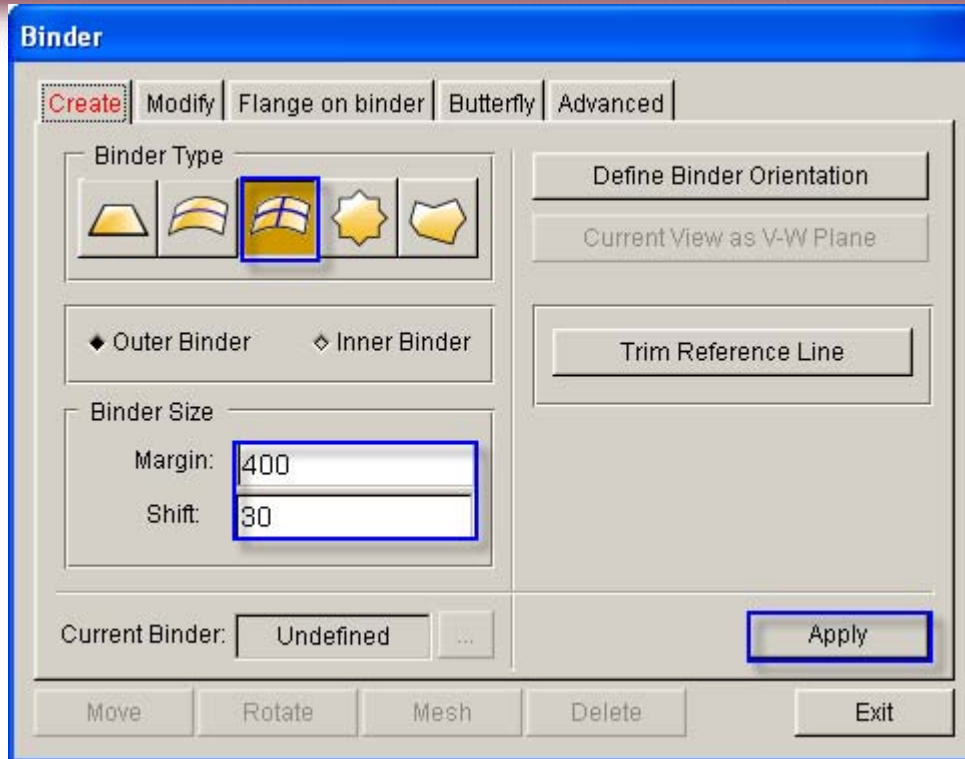 Binder
Create Modify Flange on binder Butterfly Advanced
Binder Type
Define Binder Orientation
Current View as V-W Plane
Outer Binder Inner Binder
Trim Reference Line
Binder Size
Margin: 400
Shift: 30
Current Binder: Undefined ...
Apply
Move Rotate Mesh Delete Exit